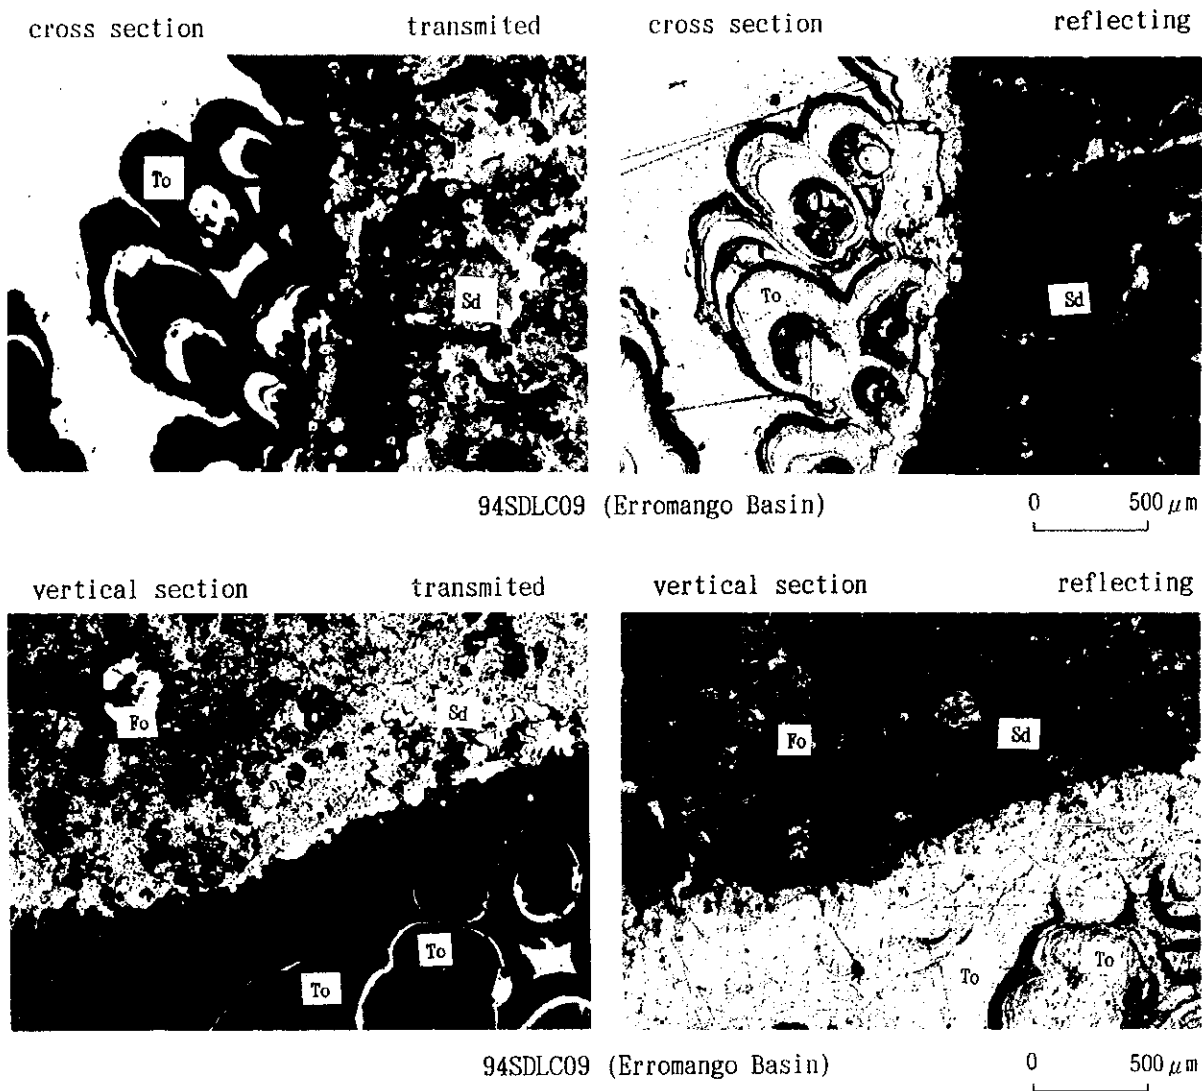 cross section transmited cross section reflecting
To
Sd
To
Sd
94SDLC09 (Erromango Basin) 0 500 μm
vertical section transmited vertical section reflecting
Fo
Sd
To
To
Fo
Sd
To
To
94SDLC09 (Erromango Basin) 0 500 μm